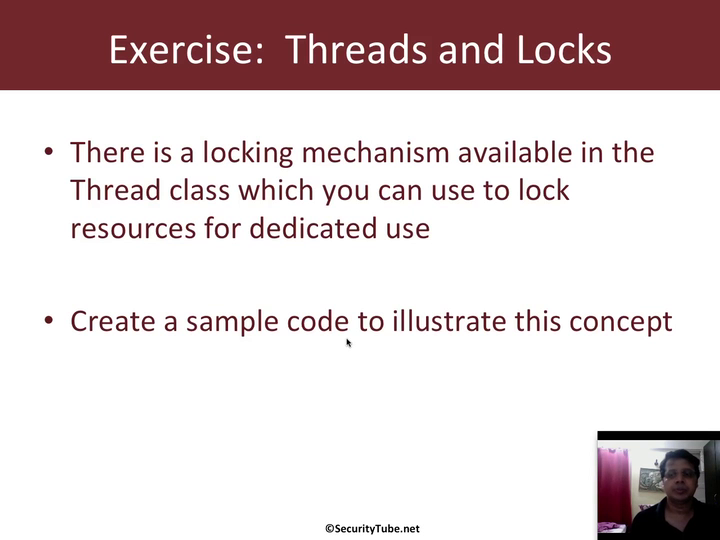 Exercise: Threads and Locks
• There is a locking mechanism available in the
Thread class which you can use to lock
resources for dedicated use
• Create a sample code to illustrate this concept
©SecurityTube.net